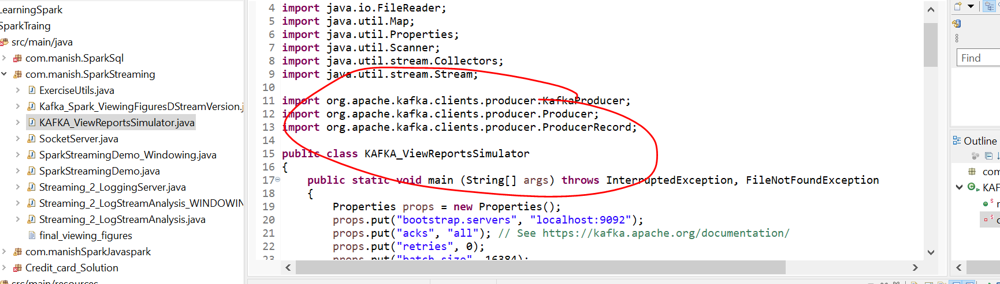 LearningSpark
SparkTraing
src/main/java
com.manish.SparkSql
com.manish.SparkStreaming
ExerciseUtils.java
Kafka_Spark_ViewingFiguresDStreamVersion.j
KAFKA_ViewReportsSimulator.java
SocketServer.java
SparkStreamingDemo_Windowing.java
SparkStreamingDemo.java
Streaming_2_LoggingServer.java
Streaming_2_LogStreamAnalysis_WINDOWIN
Streaming_2_LogStreamAnalysis.java
final_viewing_figures
com.manishSparkJavaspark
Credit_card_Solution
src/main/resources
4 import java.io.FileReader;
5 import java.util.Map;
6 import java.util.Properties;
7 import java.util.Scanner;
8 import java.util.stream.Collectors;
9 import java.util.stream.Stream;
10
11 import org.apache.kafka.clients.producer.KafkaProducer;
12 import org.apache.kafka.clients.producer.Producer;
13 import org.apache.kafka.clients.producer.ProducerRecord;
14
15 public class KAFKA_ViewReportsSimulator
16 {
17 public static void main (String[] args) throws InterruptedException, FileNotFoundException
18 {
19 Properties props = new Properties();
20 props.put("bootstrap.servers", "localhost:9092");
21 props.put("acks", "all"); // See https://kafka.apache.org/documentation/
22 props.put("retries", 0);
23 props.put("batch.size", 16384);
Find
Outline
com
KAF